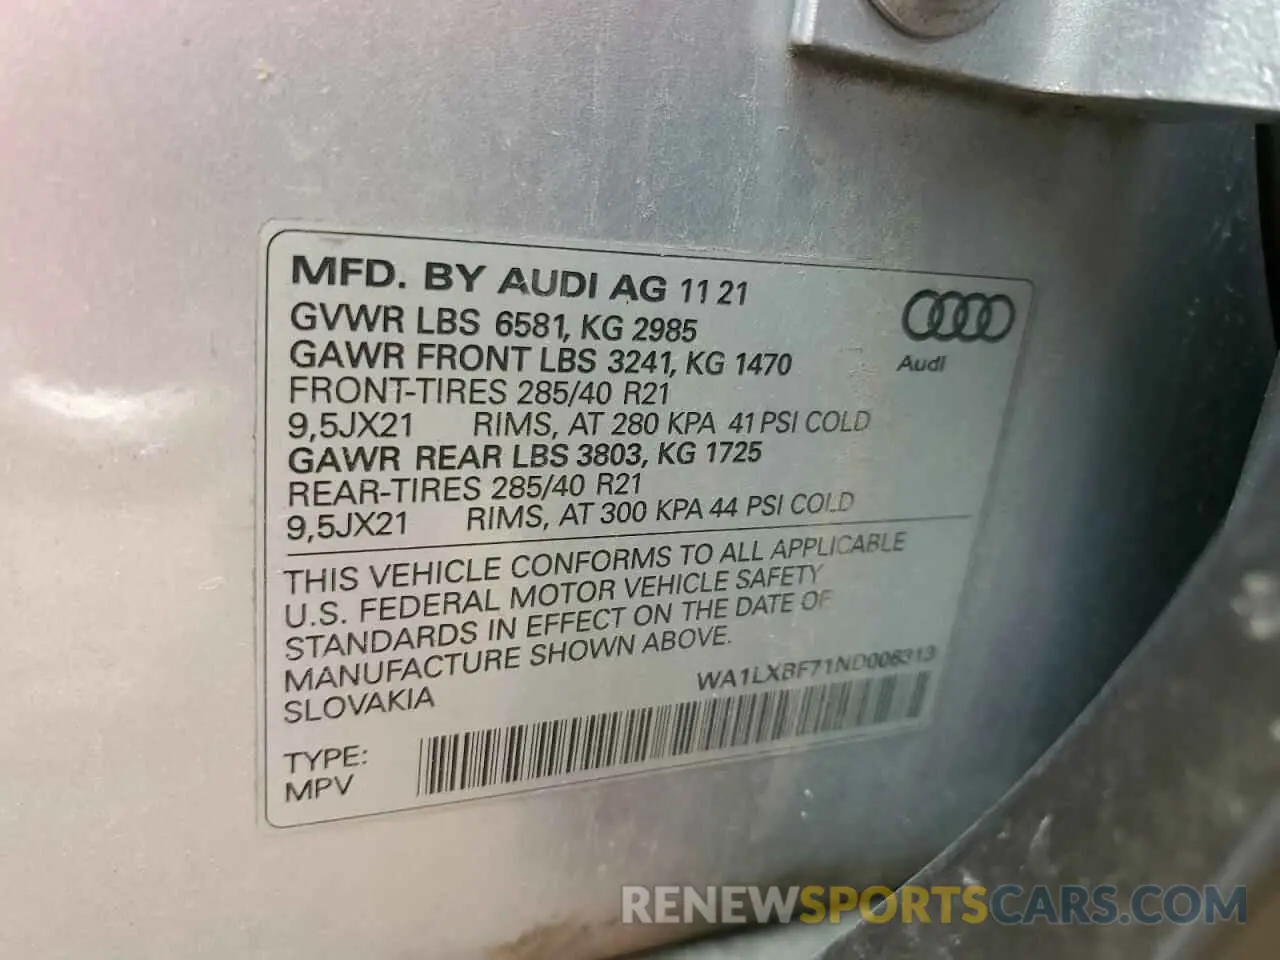 MFD. BY AUDI AG 11 21
GVWR LBS 6581, KG 2985
GAWR FRONT LBS 3241, KG 1470
FRONT-TIRES 285/40 R21
9,5JX21 RIMS, AT 280 KPA 41 PSI COLD
GAWR REAR LBS 3803, KG 1725
REAR-TIRES 285/40 R21
9,5JX21 RIMS, AT 300 KPA 44 PSI COLD
Audi
THIS VEHICLE CONFORMS TO ALL APPLICABLE
U.S. FEDERAL MOTOR VEHICLE SAFETY
STANDARDS IN EFFECT ON THE DATE OF
MANUFACTURE SHOWN ABOVE.
SLOVAKIA
WA1LXBF71ND006313
TYPE:
MPV
RENEWSPORTSCARS.COM